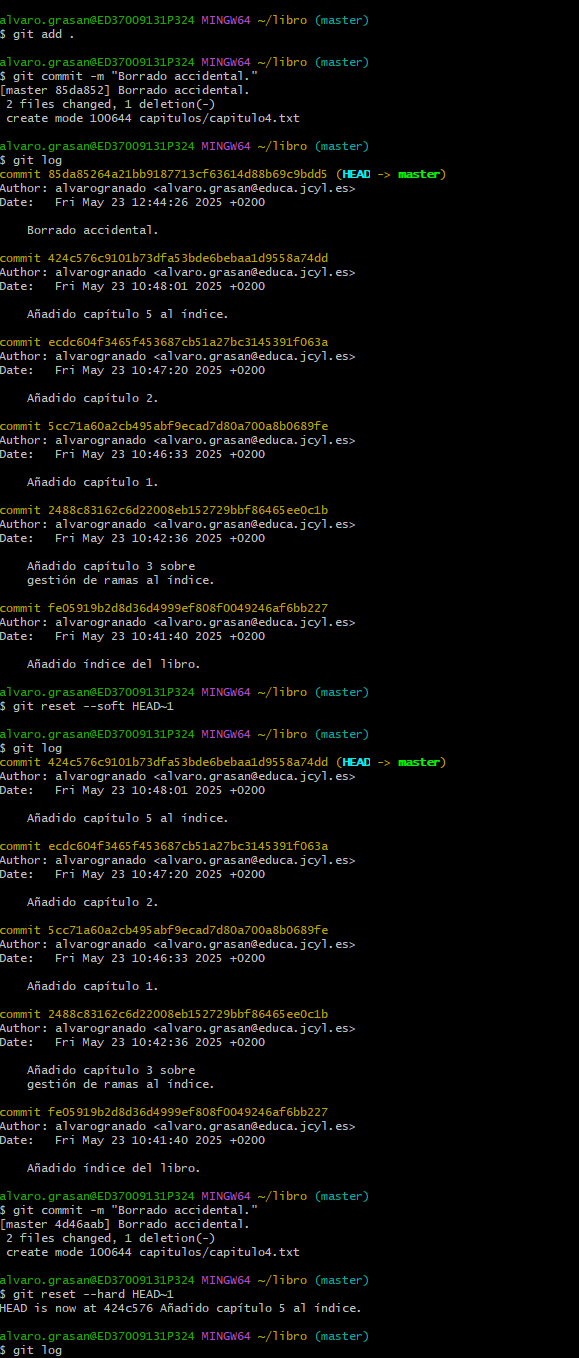 alvaro.grasan@ED37009131P324 MINGW64 ~/libro (master)
$ git add .
alvaro.grasan@ED37009131P324 MINGW64 ~/libro (master)
$ git commit -m "Borrado accidental."
[master 85da852] Borrado accidental.
 2 files changed, 1 deletion(-)
 create mode 100644 capitulos/capitulo4.txt
alvaro.grasan@ED37009131P324 MINGW64 ~/libro (master)
$ git log
commit 85da85264a21bb9187713cf63614d88b69c9bdd5 (HEAD -> master)
Author: alvarogranado <alvaro.grasan@educa.jcyl.es>
Date:   Fri May 23 12:44:26 2025 +0200
    Borrado accidental.
commit 424c576c9101b73dfa53bde6bebaa1d9558a74dd
Author: alvarogranado <alvaro.grasan@educa.jcyl.es>
Date:   Fri May 23 10:48:01 2025 +0200
    Añadido capítulo 5 al índice.
commit ecdc604f3465f453687cb51a27bc3145391f063a
Author: alvarogranado <alvaro.grasan@educa.jcyl.es>
Date:   Fri May 23 10:47:20 2025 +0200
    Añadido capítulo 2.
commit 5cc71a60a2cb495abf9ecad7d80a700a8b0689fe
Author: alvarogranado <alvaro.grasan@educa.jcyl.es>
Date:   Fri May 23 10:46:33 2025 +0200
    Añadido capítulo 1.
commit 2488c83162c6d22008eb152729bbf86465ee0c1b
Author: alvarogranado <alvaro.grasan@educa.jcyl.es>
Date:   Fri May 23 10:42:36 2025 +0200
    Añadido capítulo 3 sobre
    gestión de ramas al índice.
commit fe05919b2d8d36d4999ef808f0049246af6bb227
Author: alvarogranado <alvaro.grasan@educa.jcyl.es>
Date:   Fri May 23 10:41:40 2025 +0200
    Añadido índice del libro.
alvaro.grasan@ED37009131P324 MINGW64 ~/libro (master)
$ git reset --soft HEAD~1
alvaro.grasan@ED37009131P324 MINGW64 ~/libro (master)
$ git log
commit 424c576c9101b73dfa53bde6bebaa1d9558a74dd (HEAD -> master)
Author: alvarogranado <alvaro.grasan@educa.jcyl.es>
Date:   Fri May 23 10:48:01 2025 +0200
    Añadido capítulo 5 al índice.
commit ecdc604f3465f453687cb51a27bc3145391f063a
Author: alvarogranado <alvaro.grasan@educa.jcyl.es>
Date:   Fri May 23 10:47:20 2025 +0200
    Añadido capítulo 2.
commit 5cc71a60a2cb495abf9ecad7d80a700a8b0689fe
Author: alvarogranado <alvaro.grasan@educa.jcyl.es>
Date:   Fri May 23 10:46:33 2025 +0200
    Añadido capítulo 1.
commit 2488c83162c6d22008eb152729bbf86465ee0c1b
Author: alvarogranado <alvaro.grasan@educa.jcyl.es>
Date:   Fri May 23 10:42:36 2025 +0200
    Añadido capítulo 3 sobre
    gestión de ramas al índice.
commit fe05919b2d8d36d4999ef808f0049246af6bb227
Author: alvarogranado <alvaro.grasan@educa.jcyl.es>
Date:   Fri May 23 10:41:40 2025 +0200
    Añadido índice del libro.
alvaro.grasan@ED37009131P324 MINGW64 ~/libro (master)
$ git commit -m "Borrado accidental."
[master 4d46aab] Borrado accidental.
 2 files changed, 1 deletion(-)
 create mode 100644 capitulos/capitulo4.txt
alvaro.grasan@ED37009131P324 MINGW64 ~/libro (master)
$ git reset --hard HEAD~1
HEAD is now at 424c576 Añadido capítulo 5 al índice.
alvaro.grasan@ED37009131P324 MINGW64 ~/libro (master)
$ git log